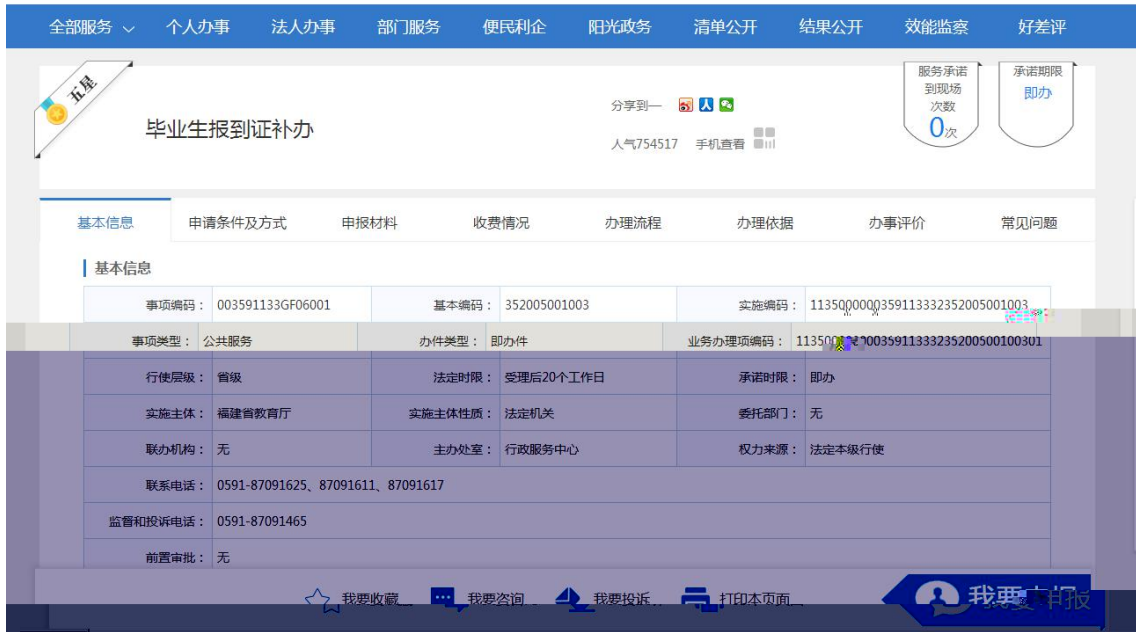 全部服务 个人办事 法人办事 部门服务 便民利企 阳光政务 清单公开 结果公开 效能监察 好差评
五星
毕业生报到证补办
分享到一
人气754517 手机查看
服务承诺
到现场
次数
0次
承诺期限
即办
基本信息 申请条件及方式 申报材料 收费情况 办理流程 办理依据 办事评价 常见问题
基本信息
事项编码： 003591133GF06001 基本编码： 352005001003 实施编码： 11350000003591133323520050​01003
事项类型： 公共服务 办件类型： 即办件 业务办理项编码：
行使层级： 省级 法定时限： 受理后20个工作日 承诺时限： 即办
实施主体： 福建省教育厅 实施主体性质： 法定机关 委托部门： 无
联办机构： 无 主办处室： 行政服务中心 权力来源： 法定本级行使
联系电话： 0591-87091625、87091611、87091617
监督和投诉电话： 0591-87091465
前置审批： 无
我要收藏 我要咨询 我要投诉 打印本页面 我要申报